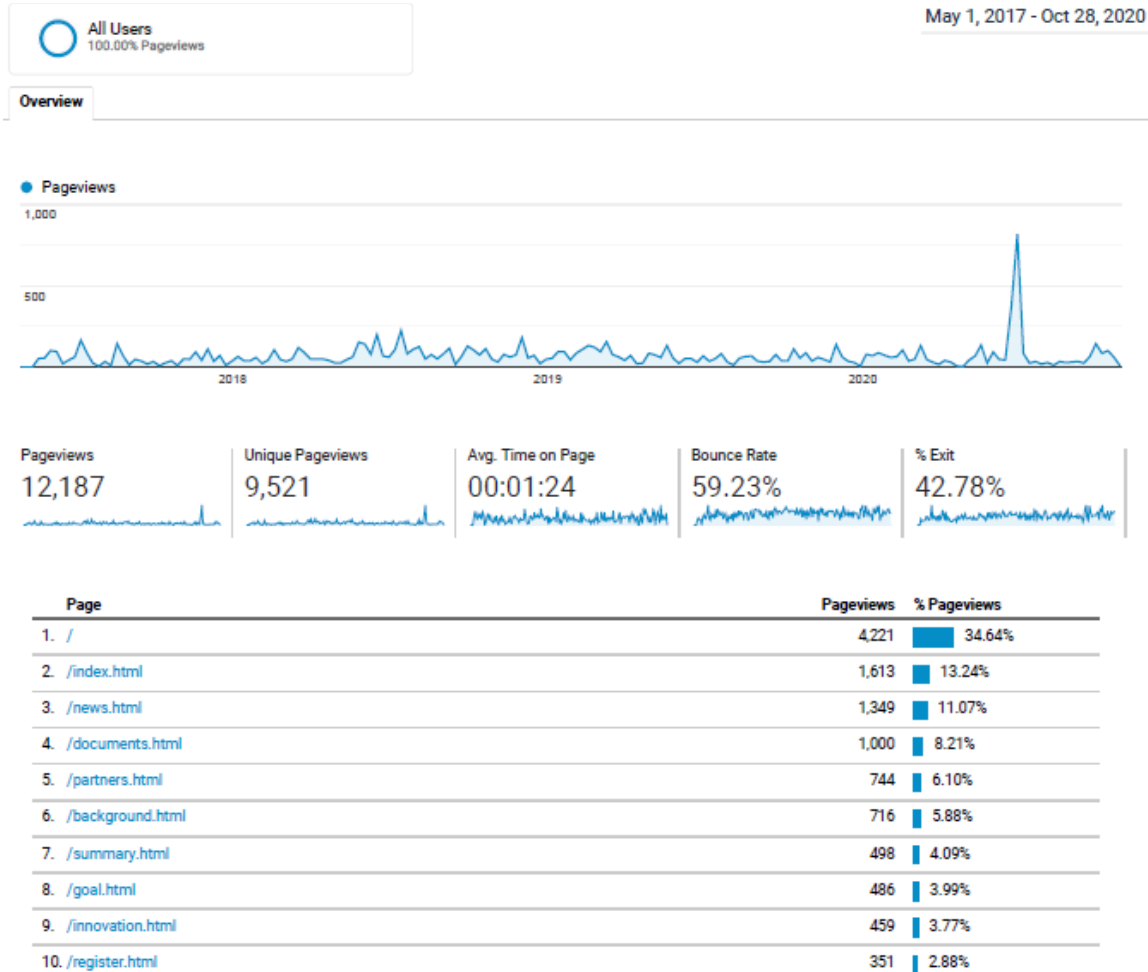 All Users
100.00% Pageviews
May 1, 2017 - Oct 28, 2020
Overview
Pageviews
1,000
500
2018 2019 2020
Pageviews Unique Pageviews Avg. Time on Page Bounce Rate % Exit
12,187 9,521 00:01:24 59.23% 42.78%
Page Pageviews % Pageviews
1. / 4,221 34.64%
2. /index.html 1,613 13.24%
3. /news.html 1,349 11.07%
4. /documents.html 1,000 8.21%
5. /partners.html 744 6.10%
6. /background.html 716 5.88%
7. /summary.html 498 4.09%
8. /goal.html 486 3.99%
9. /innovation.html 459 3.77%
10. /register.html 351 2.88%